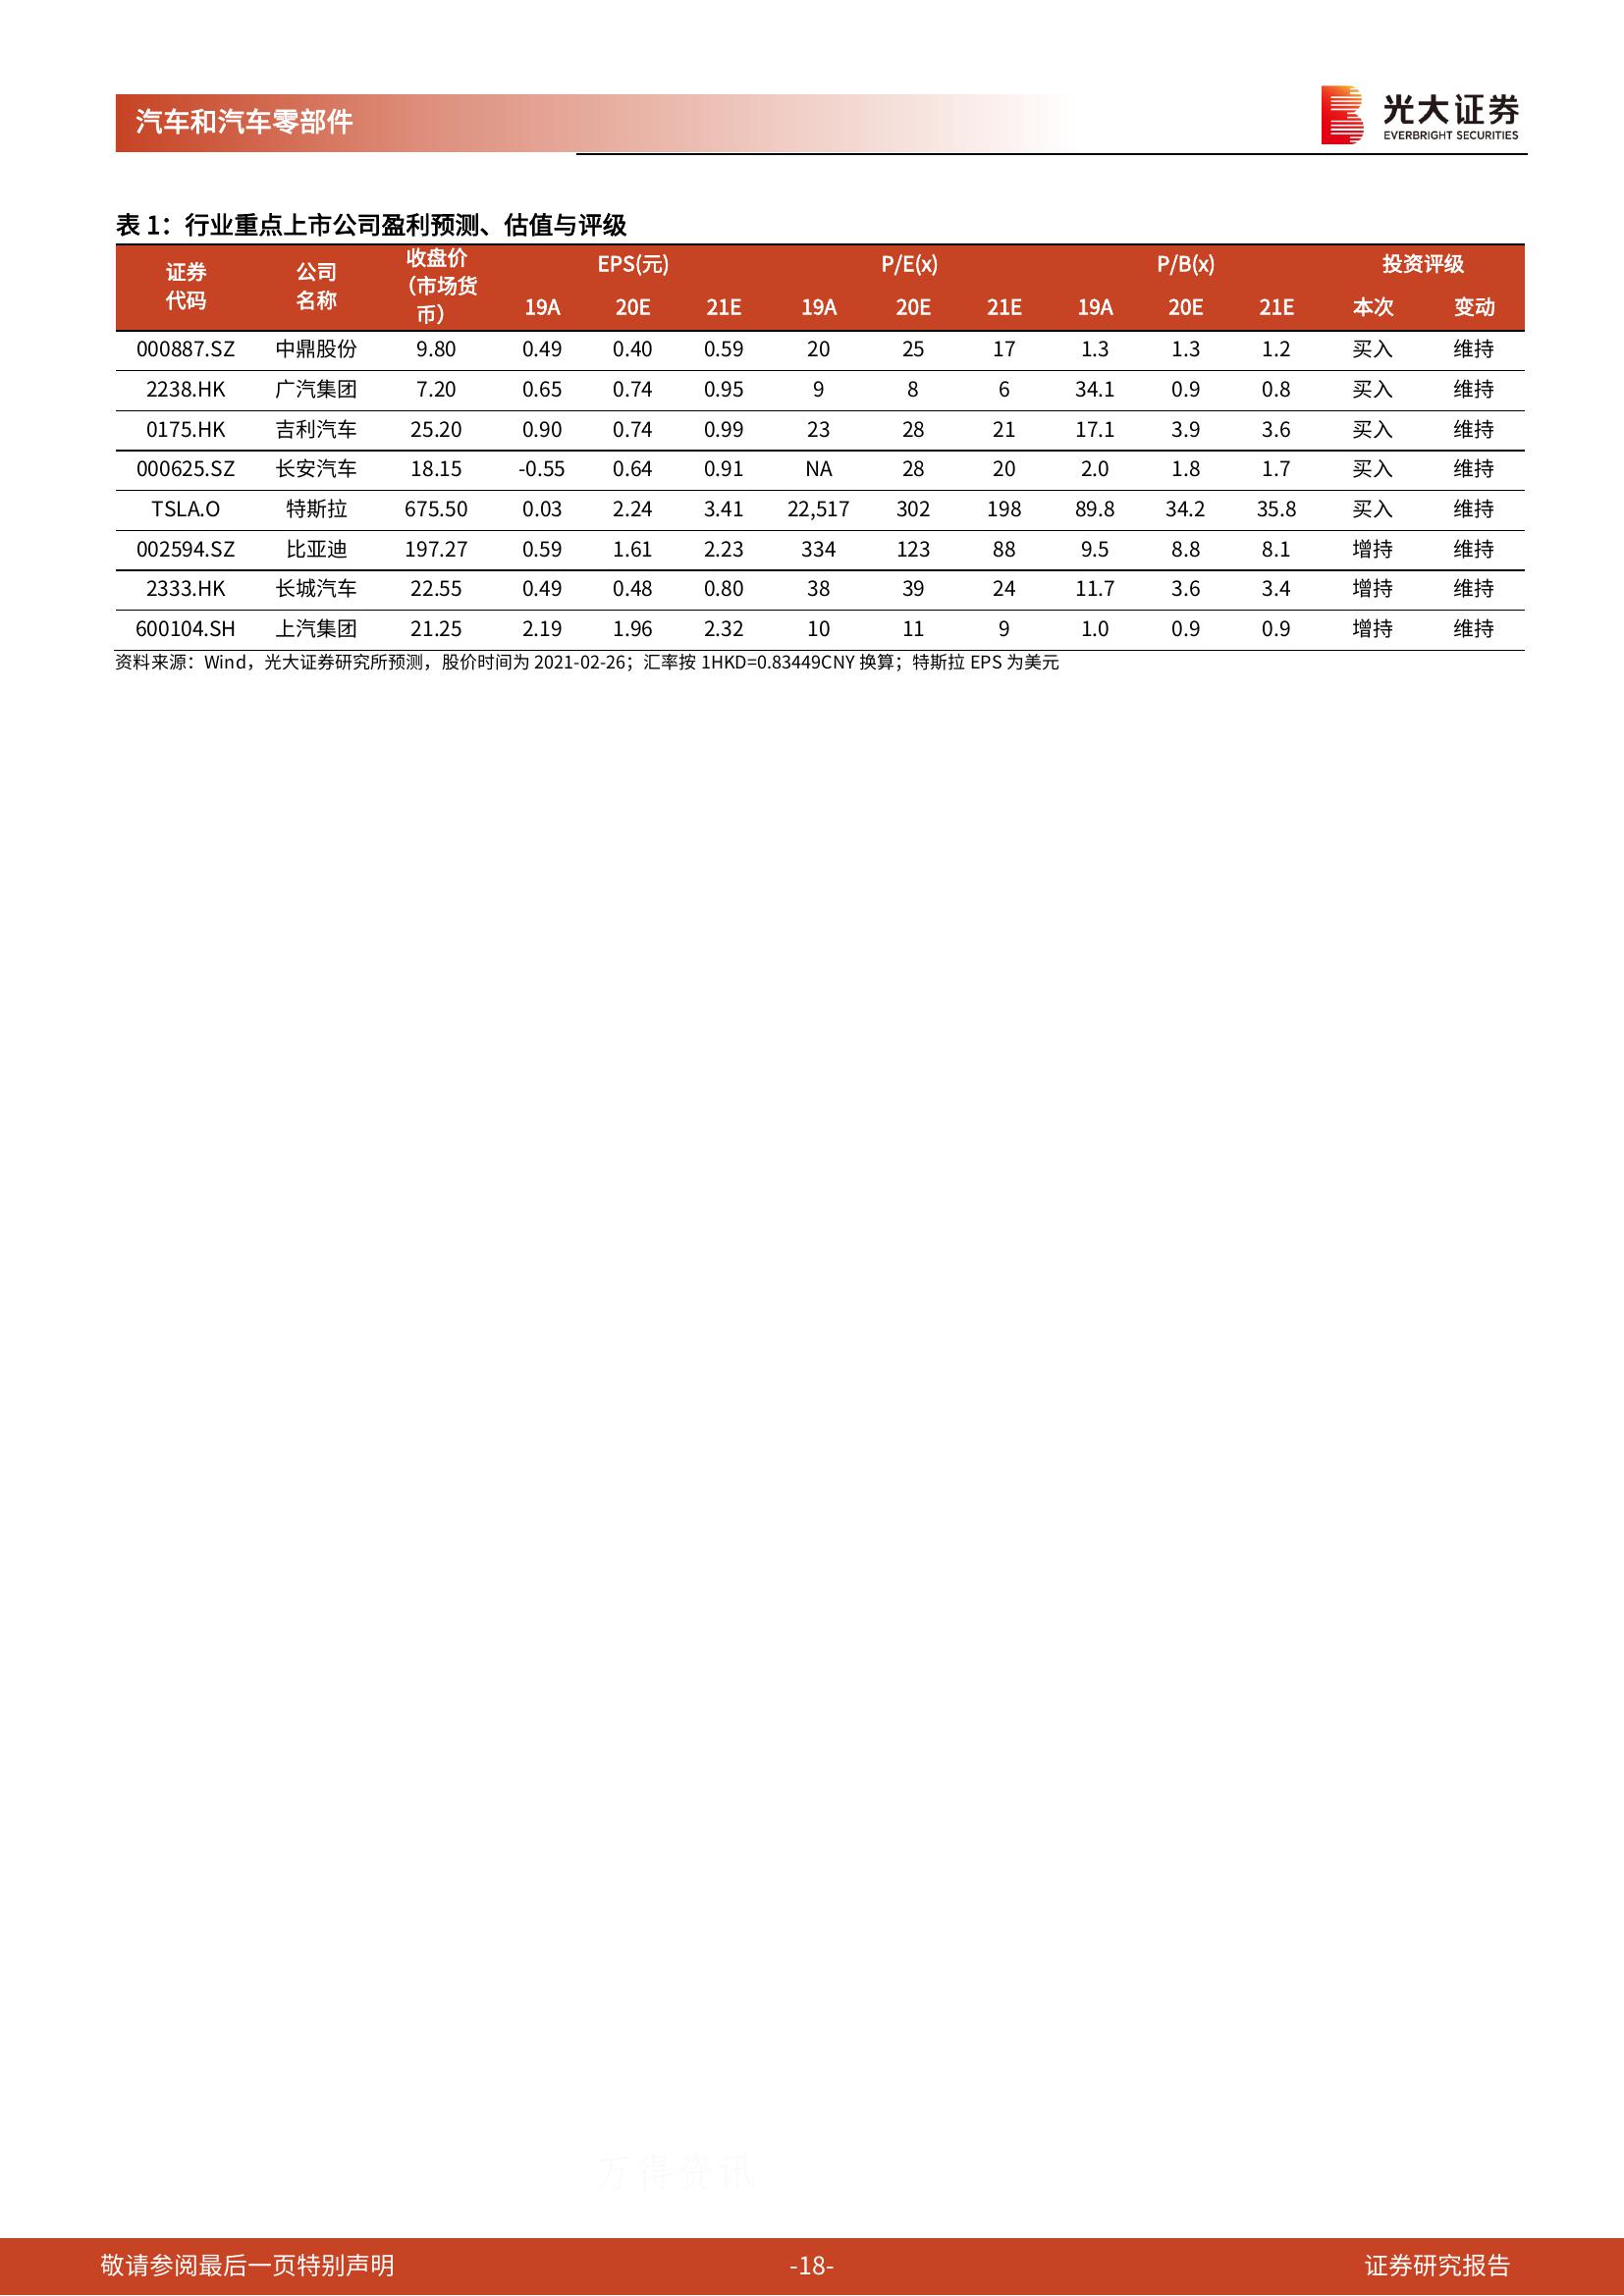 汽车和汽车零部件
光大证券
EVERBRIGHT SECURITIES
表 1：行业重点上市公司盈利预测、估值与评级
证券代码 公司名称 收盘价（市场货币） EPS(元) P/E(x) P/B(x) 投资评级
19A 20E 21E 19A 20E 21E 19A 20E 21E 本次 变动
000887.SZ 中鼎股份 9.80 0.49 0.40 0.59 20 25 17 1.3 1.3 1.2 买入 维持
2238.HK 广汽集团 7.20 0.65 0.74 0.95 9 8 6 34.1 0.9 0.8 买入 维持
0175.HK 吉利汽车 25.20 0.90 0.74 0.99 23 28 21 17.1 3.9 3.6 买入 维持
000625.SZ 长安汽车 18.15 -0.55 0.64 0.91 NA 28 20 2.0 1.8 1.7 买入 维持
TSLA.O 特斯拉 675.50 0.03 2.24 3.41 22,517 302 198 89.8 34.2 35.8 买入 维持
002594.SZ 比亚迪 197.27 0.59 1.61 2.23 334 123 88 9.5 8.8 8.1 增持 维持
2333.HK 长城汽车 22.55 0.49 0.48 0.80 38 39 24 11.7 3.6 3.4 增持 维持
600104.SH 上汽集团 21.25 2.19 1.96 2.32 10 11 9 1.0 0.9 0.9 增持 维持
资料来源：Wind，光大证券研究所预测，股价时间为 2021-02-26；汇率按 1HKD=0.83449CNY 换算；特斯拉 EPS 为美元
万得资讯
敬请参阅最后一页特别声明 -18- 证券研究报告